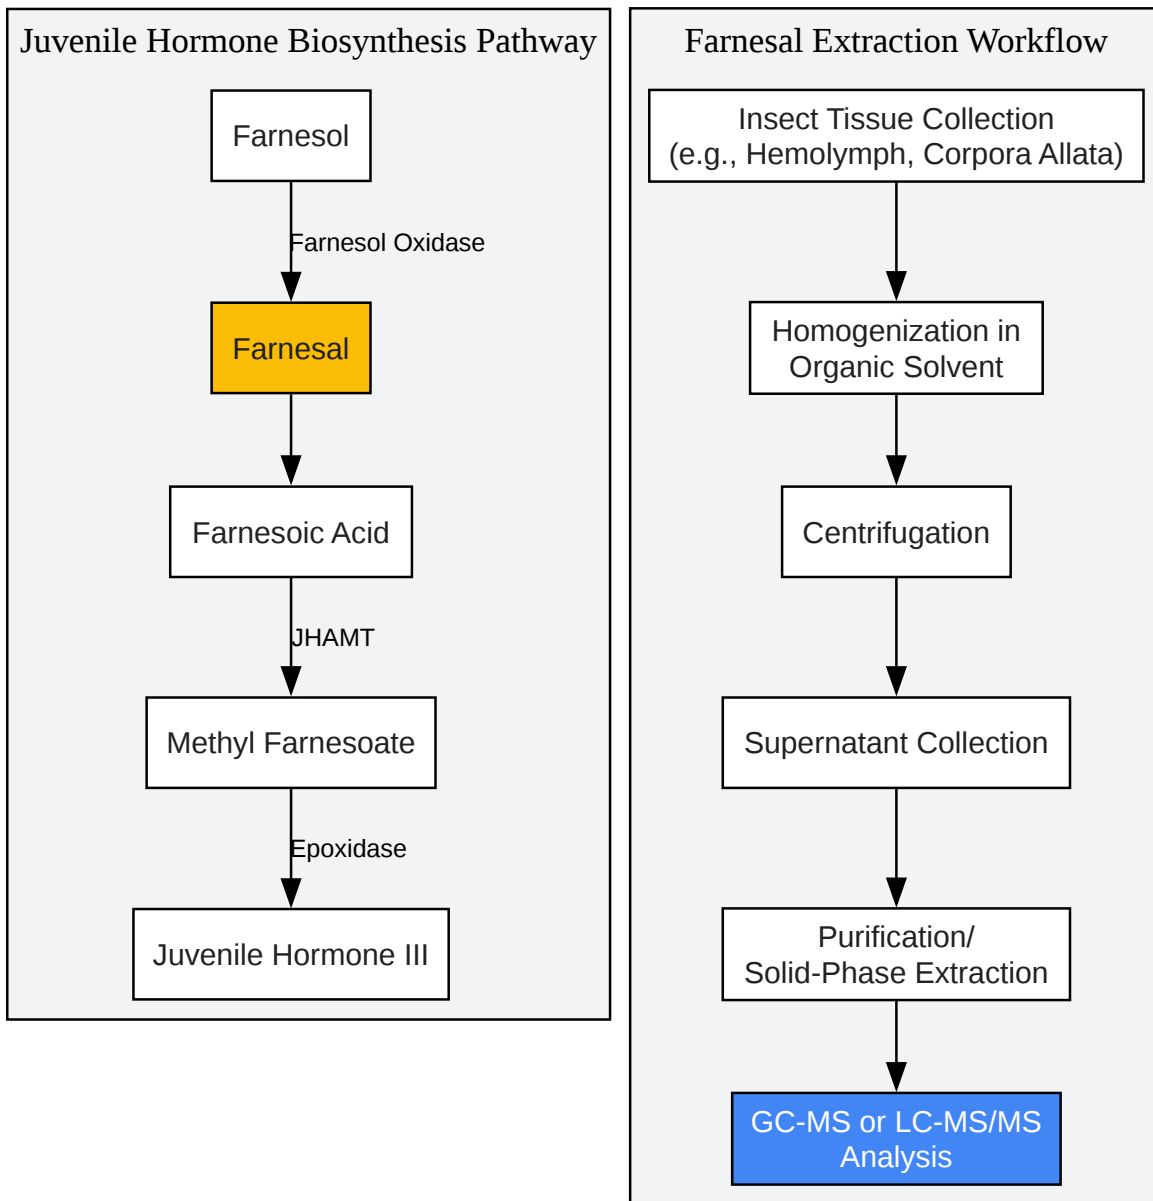 Juvenile Hormone Biosynthesis Pathway
Farnesol
Farnesol Oxidase
Farnesal
Farnesoic Acid
JHAMT
Methyl Farnesoate
Epoxidase
Juvenile Hormone III
Farnesal Extraction Workflow
Insect Tissue Collection
(e.g., Hemolymph, Corpora Allata)
Homogenization in
Organic Solvent
Centrifugation
Supernatant Collection
Purification/
Solid-Phase Extraction
GC-MS or LC-MS/MS
Analysis